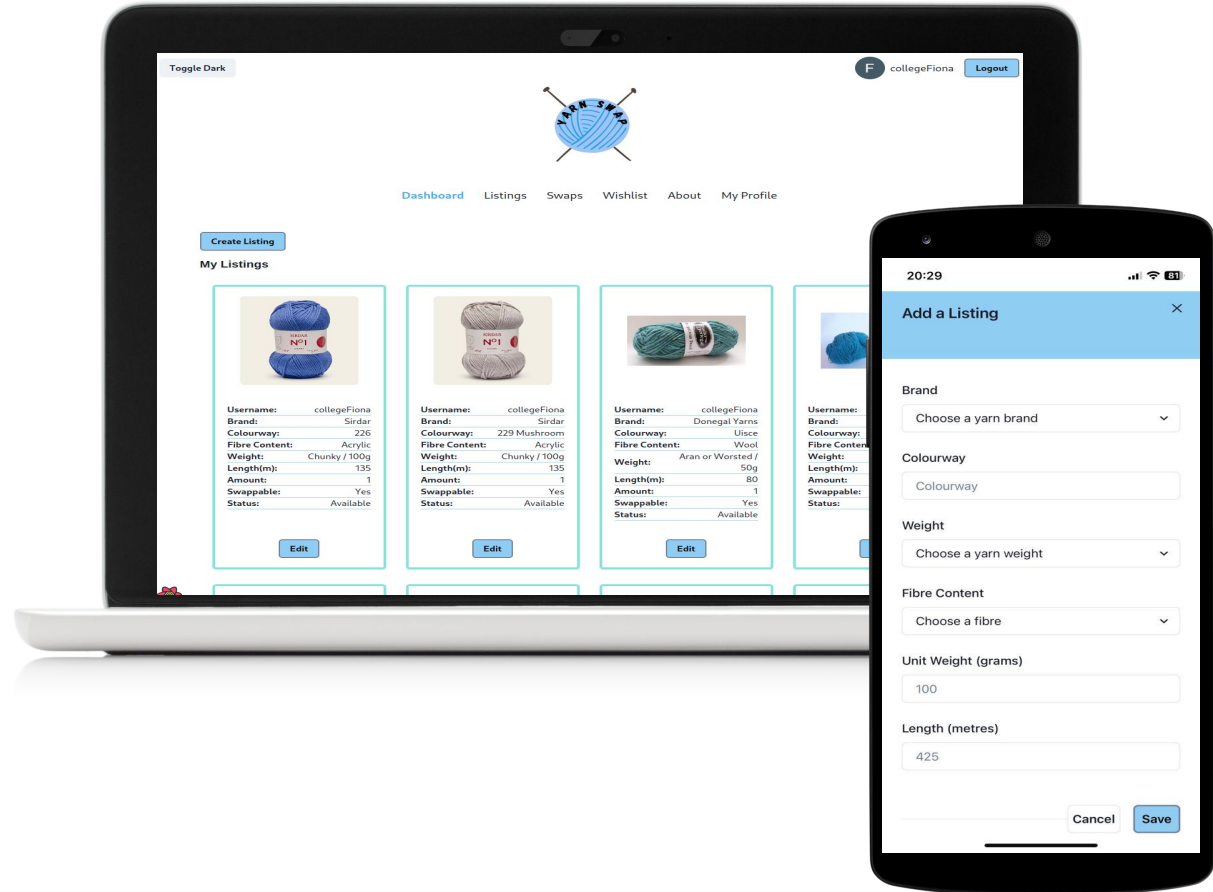 Toggle Dark
F collegeFiona Logout
YARN SWAP
Dashboard Listings Swaps Wishlist About My Profile
Create Listing
My Listings
SIRDAR
Nº1
Username: collegeFiona
Brand: Sirdar
Colourway: 226
Fibre Content: Acrylic
Weight: Chunky / 100g
Length(m): 135
Amount: 1
Swappable: Yes
Status: Available
Edit
SIRDAR
Nº1
Username: collegeFiona
Brand: Sirdar
Colourway: 229 Mushroom
Fibre Content: Acrylic
Weight: Chunky / 100g
Length(m): 135
Amount: 1
Swappable: Yes
Status: Available
Edit
Username: collegeFiona
Brand: Donegal Yarns
Colourway: Uisce
Fibre Content: Wool
Weight: Aran or Worsted /
50g
Length(m): 80
Amount: 1
Swappable: Yes
Status: Available
Edit
Username:
Brand:
Colourway:
Fibre Conten
Weight:
Length(m):
Amount:
Swappable:
Status:
20:29 81
Add a Listing
Brand
Choose a yarn brand
Colourway
Colourway
Weight
Choose a yarn weight
Fibre Content
Choose a fibre
Unit Weight (grams)
100
Length (metres)
425
Cancel Save